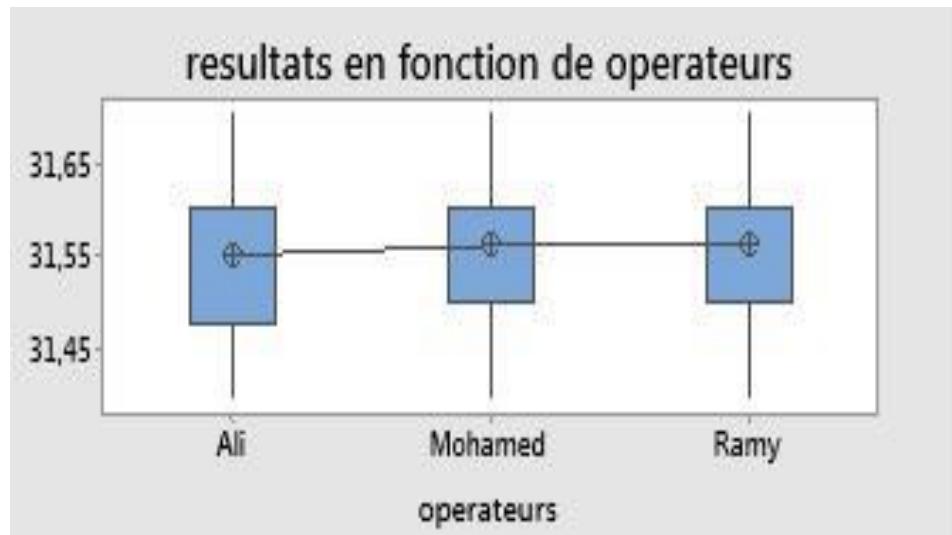 resultats en fonction de operateurs
31,65
31,55
31,45
Ali Mohamed Ramy
operateurs